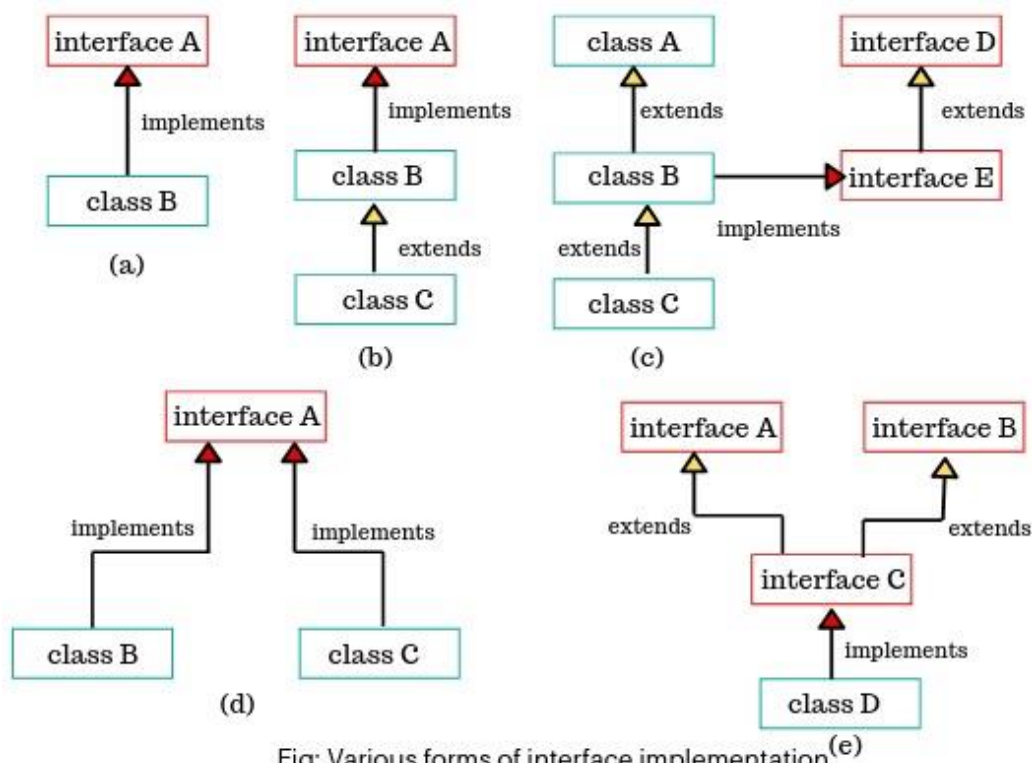 interface A
implements
class B
(a)
interface A
implements
class B
extends
class C
(b)
class A
extends
class B
extends
class C
implements
interface D
extends
interface E
(c)
interface A
implements
implements
class B
class C
(d)
interface A
interface B
extends
extends
interface C
implements
class D
(e)
Fig: Various forms of interface implementation